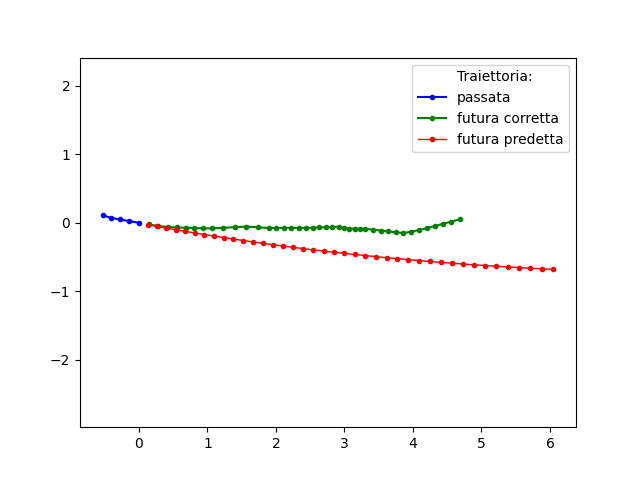 2
1
0
−1
−2
0 1 2 3 4 5 6
Traiettoria:
passata
futura corretta
futura predetta